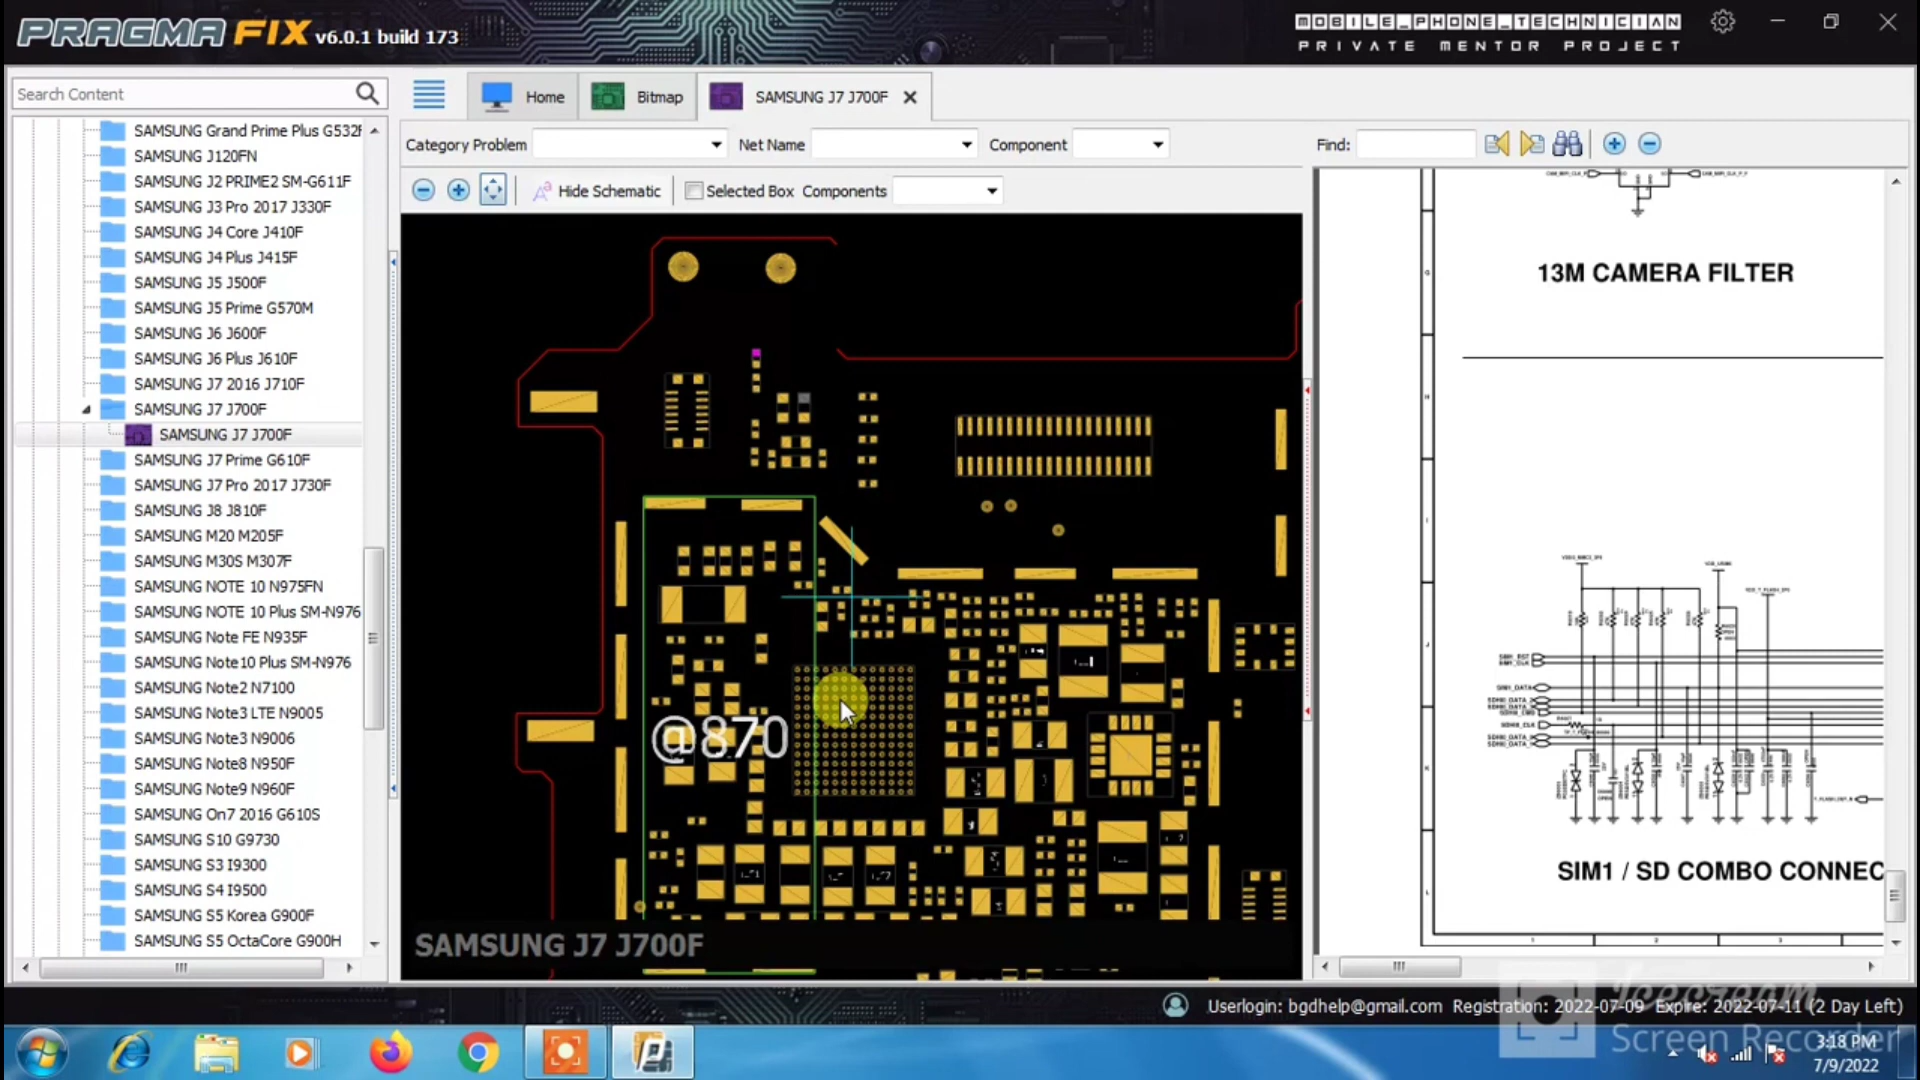 PRAGMA FIX v6.0.1 build 173
MOBILE_PHONE_TECHNICIAN
PRIVATE MENTOR PROJECT
Search Content
Home
Bitmap
SAMSUNG J7 J700F
Category Problem
Net Name
Component
Find:
Hide Schematic
Selected Box
Components
SAMSUNG Grand Prime Plus G532F
SAMSUNG J120FN
SAMSUNG J2 PRIME2 SM-G611F
SAMSUNG J3 Pro 2017 J330F
SAMSUNG J4 Core J410F
SAMSUNG J4 Plus J415F
SAMSUNG J5 J500F
SAMSUNG J5 Prime G570M
SAMSUNG J6 J600F
SAMSUNG J6 Plus J610F
SAMSUNG J7 2016 J710F
SAMSUNG J7 J700F
SAMSUNG J7 J700F
SAMSUNG J7 Prime G610F
SAMSUNG J7 Pro 2017 J730F
SAMSUNG J8 J810F
SAMSUNG M20 M205F
SAMSUNG M30S M307F
SAMSUNG NOTE 10 N975FN
SAMSUNG NOTE 10 Plus SM-N976
SAMSUNG Note FE N935F
SAMSUNG Note10 Plus SM-N976
SAMSUNG Note2 N7100
SAMSUNG Note3 LTE N9005
SAMSUNG Note3 N9006
SAMSUNG Note8 N950F
SAMSUNG Note9 N960F
SAMSUNG On7 2016 G610S
SAMSUNG S10 G9730
SAMSUNG S3 I9300
SAMSUNG S4 I9500
SAMSUNG S5 Korea G900F
SAMSUNG S5 OctaCore G900H
@870
SAMSUNG J7 J700F
13M CAMERA FILTER
SIM1_RST
SIM1_CLK
SIM1_DATA
SIM1 / SD COMBO CONNEC
1
2
3
Userlogin: bgdhelp@gmail.com Registration: 2022-07-09 Expire: 2022-07-11 (2 Day Left)
Icecream
Screen Recorder
3:18 PM
7/9/2022